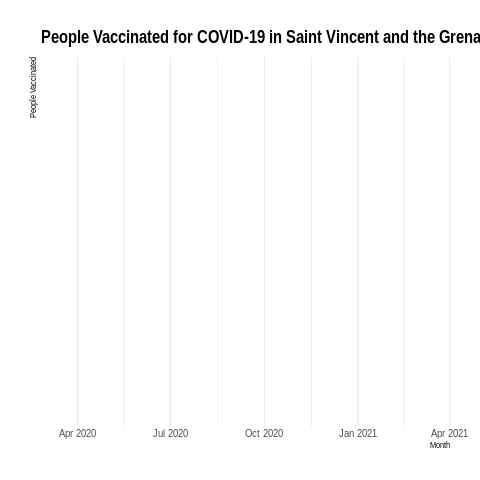 People Vaccinated for COVID-19 in Saint Vincent and the Grena
People Vaccinated
Apr 2020 Jul 2020 Oct 2020 Jan 2021 Apr 2021
Month